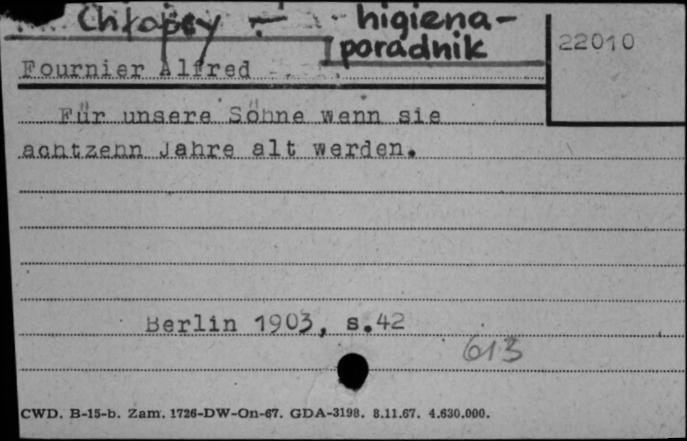 Chłopcy - higiena-
poradnik
22010
Fournier Alfred
Für unsere Söhne wenn sie
achtzehn Jahre alt werden.
Berlin 1903, s.42
613
CWD. B-15-b. Zam. 1726-DW-On-67. GDA-3198. 8.11.67. 4.630.000.